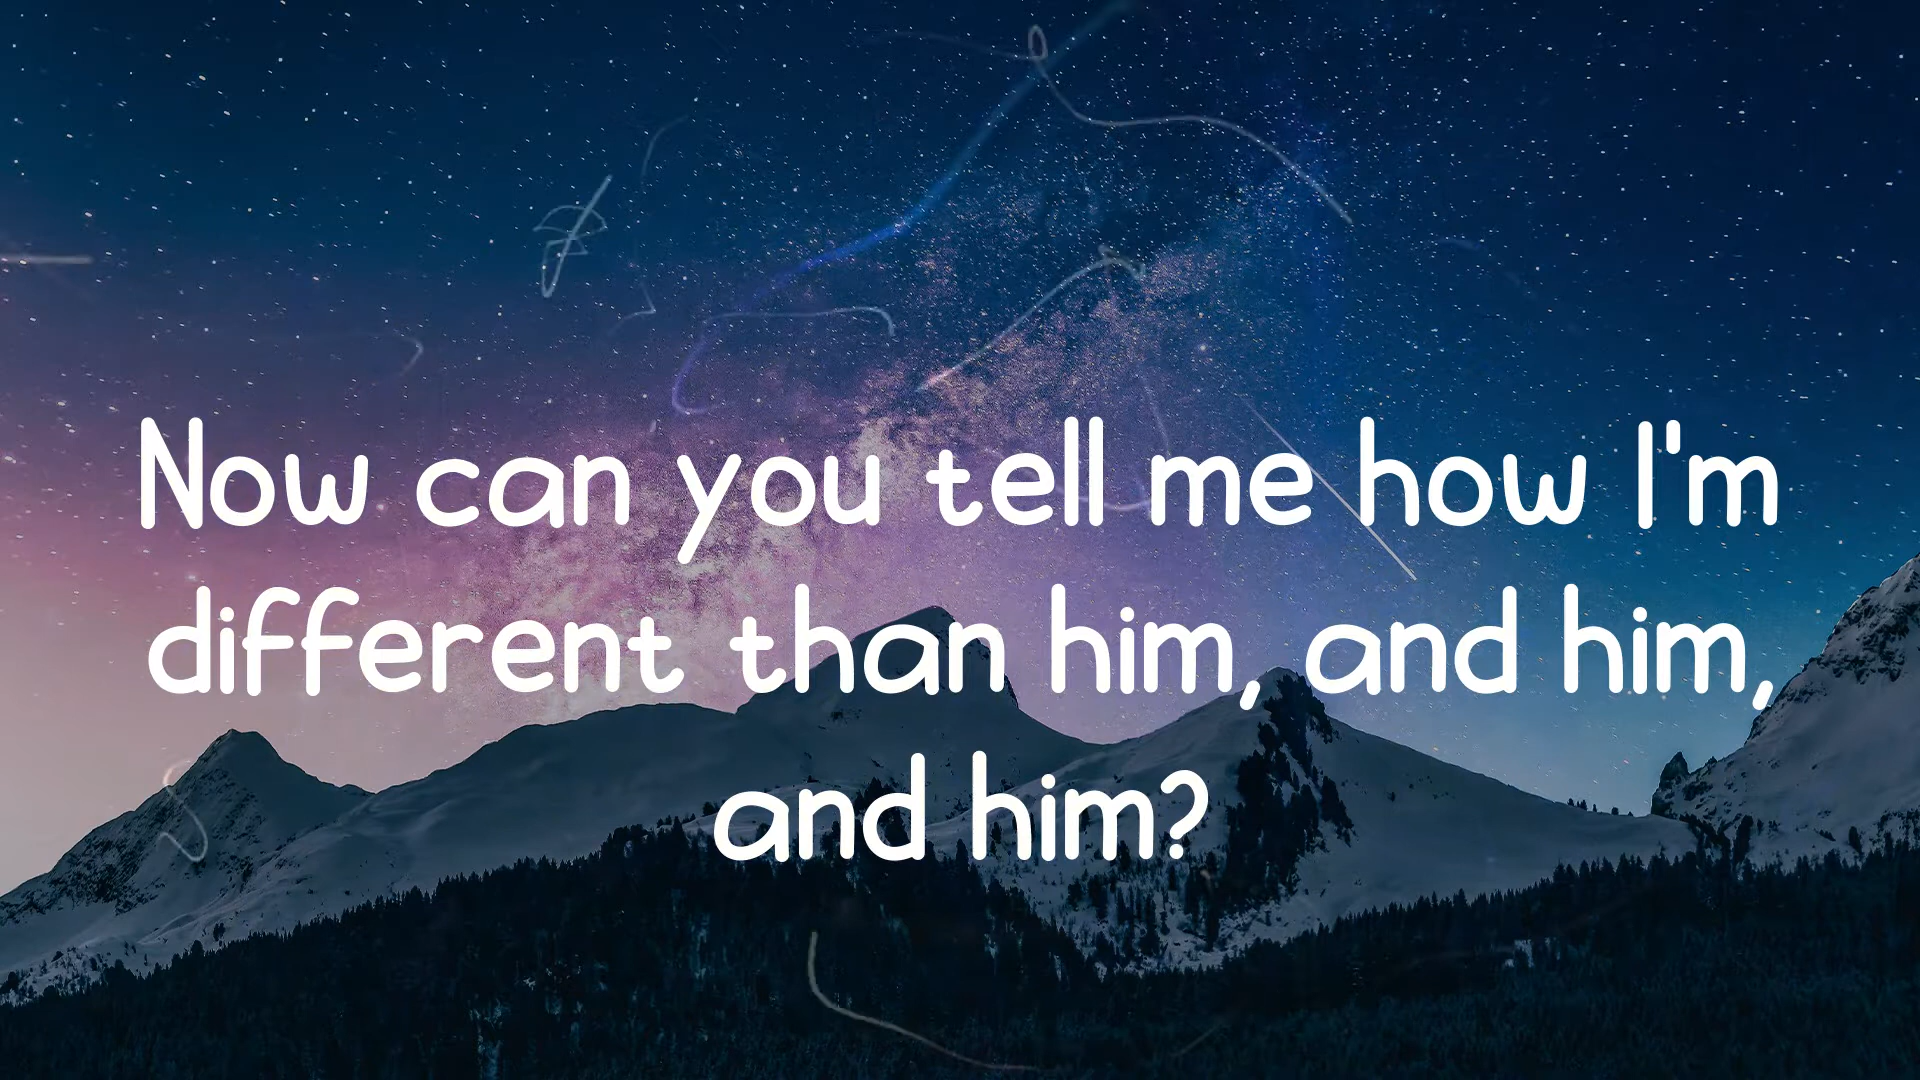 Now can you tell me how I'm
different than him, and him,
and him?